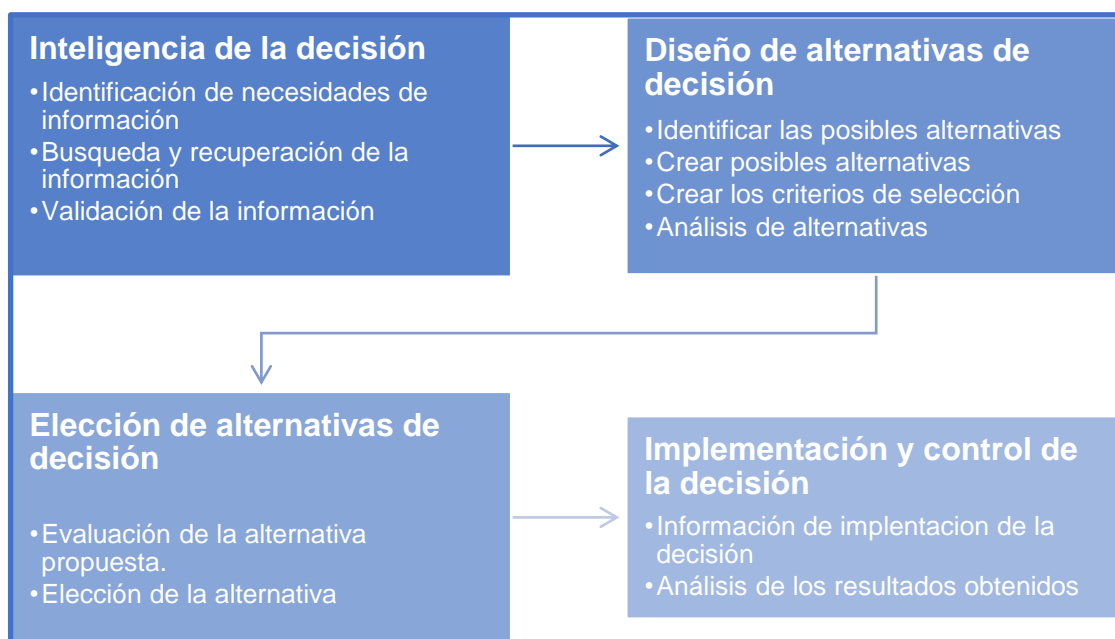 Inteligencia de la decisión
•Identificación de necesidades de
información
•Busqueda y recuperación de la
información
•Validación de la información
Diseño de alternativas de
decisión
•Identificar las posibles alternativas
•Crear posibles alternativas
•Crear los criterios de selección
•Análisis de alternativas
Elección de alternativas de
decisión
•Evaluación de la alternativa
propuesta.
•Elección de la alternativa
Implementación y control de
la decisión
•Información de implentacion de la
decisión
•Análisis de los resultados obtenidos